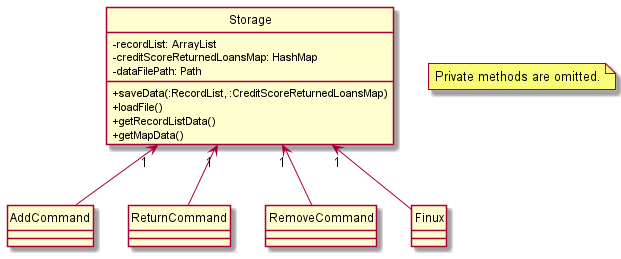 Storage
-recordList: ArrayList
-creditScoreReturnedLoansMap: HashMap
-dataFilePath: Path
+saveData(:RecordList, :CreditScoreReturnedLoansMap)
+loadFile()
+getRecordListData()
+getMapData()
Private methods are omitted.
1 1 1 1
AddCommand ReturnCommand RemoveCommand Finux